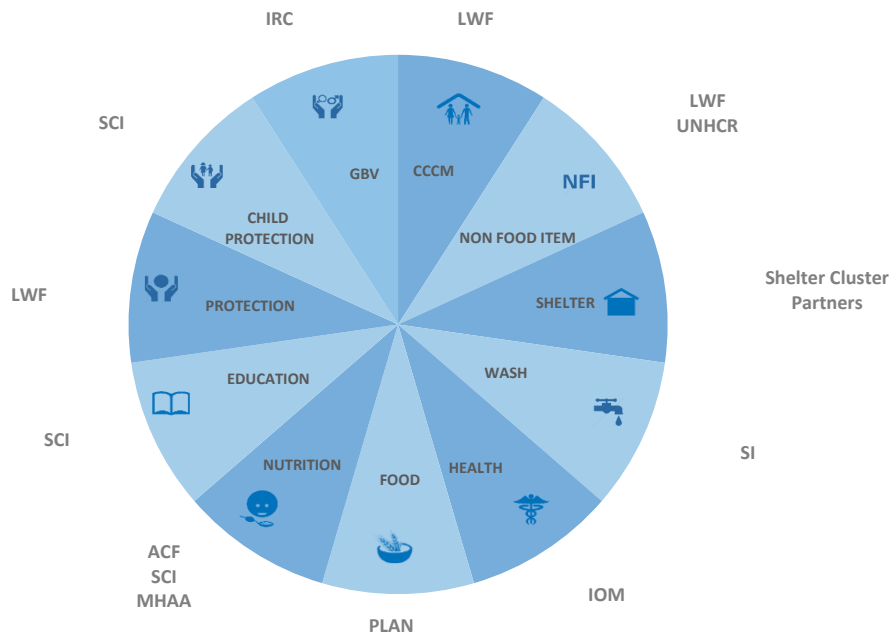 IRC
LWF
SCI
LWF
UNHCR
NFI
GBV
CCCM
CHILD
PROTECTION
NON FOOD ITEM
LWF
PROTECTION
SHELTER
Shelter Cluster
Partners
EDUCATION
WASH
SCI
SI
NUTRITION
FOOD
HEALTH
ACF
SCI
MHAA
IOM
PLAN